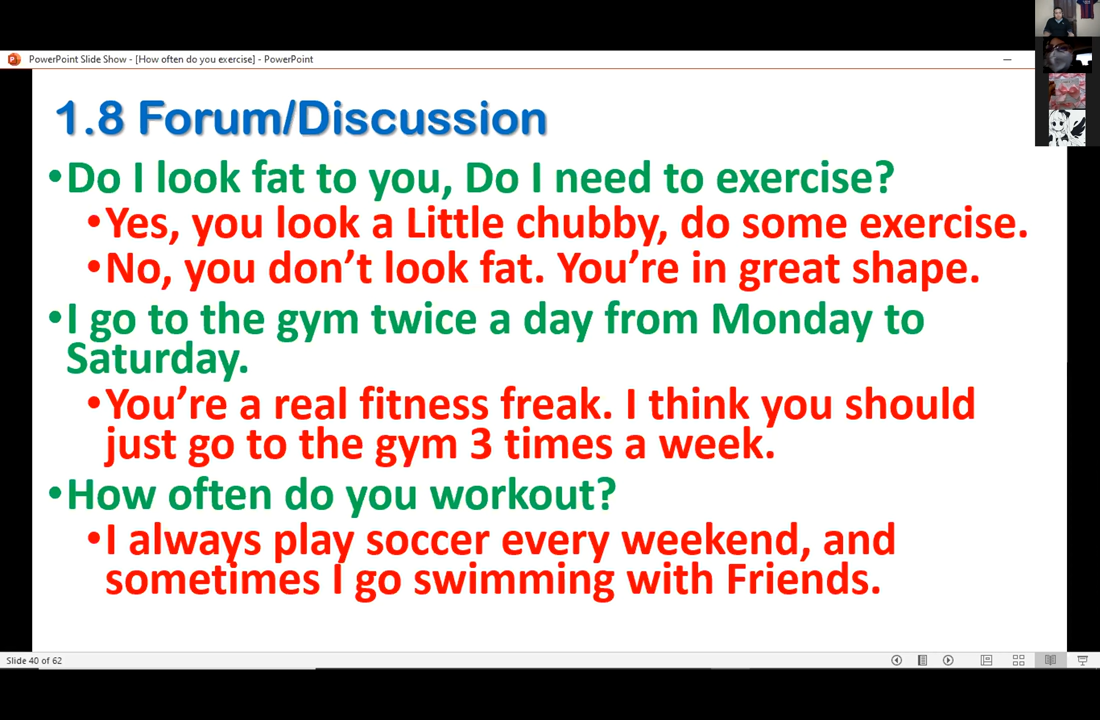 PowerPoint Slide Show - [How often do you exercise] - PowerPoint
1.8 Forum/Discussion
•Do I look fat to you, Do I need to exercise?
•Yes, you look a Little chubby, do some exercise.
•No, you don’t look fat. You’re in great shape.
•I go to the gym twice a day from Monday to
Saturday.
•You’re a real fitness freak. I think you should
just go to the gym 3 times a week.
•How often do you workout?
•I always play soccer every weekend, and
sometimes I go swimming with Friends.
Slide 40 of 62